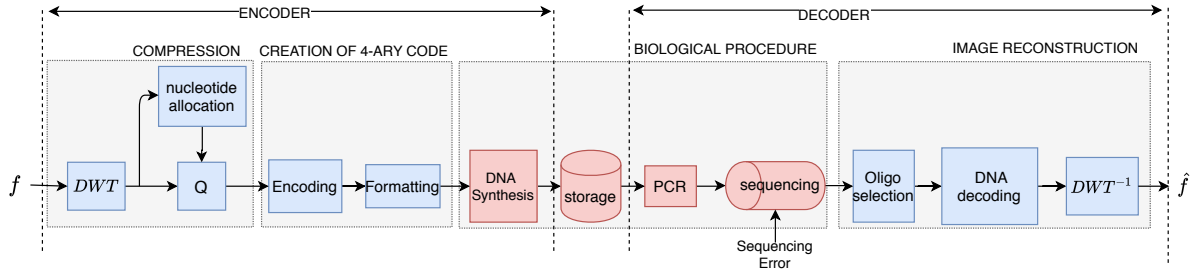 ENCODER
DECODER
COMPRESSION
CREATION OF 4-ARY CODE
BIOLOGICAL PROCEDURE
IMAGE RECONSTRUCTION
nucleotide
allocation
f
DWT
Q
Encoding
Formatting
DNA
Synthesis
storage
PCR
sequencing
Oligo
selection
DNA
decoding
DWT⁻¹
f̂
Sequencing
Error